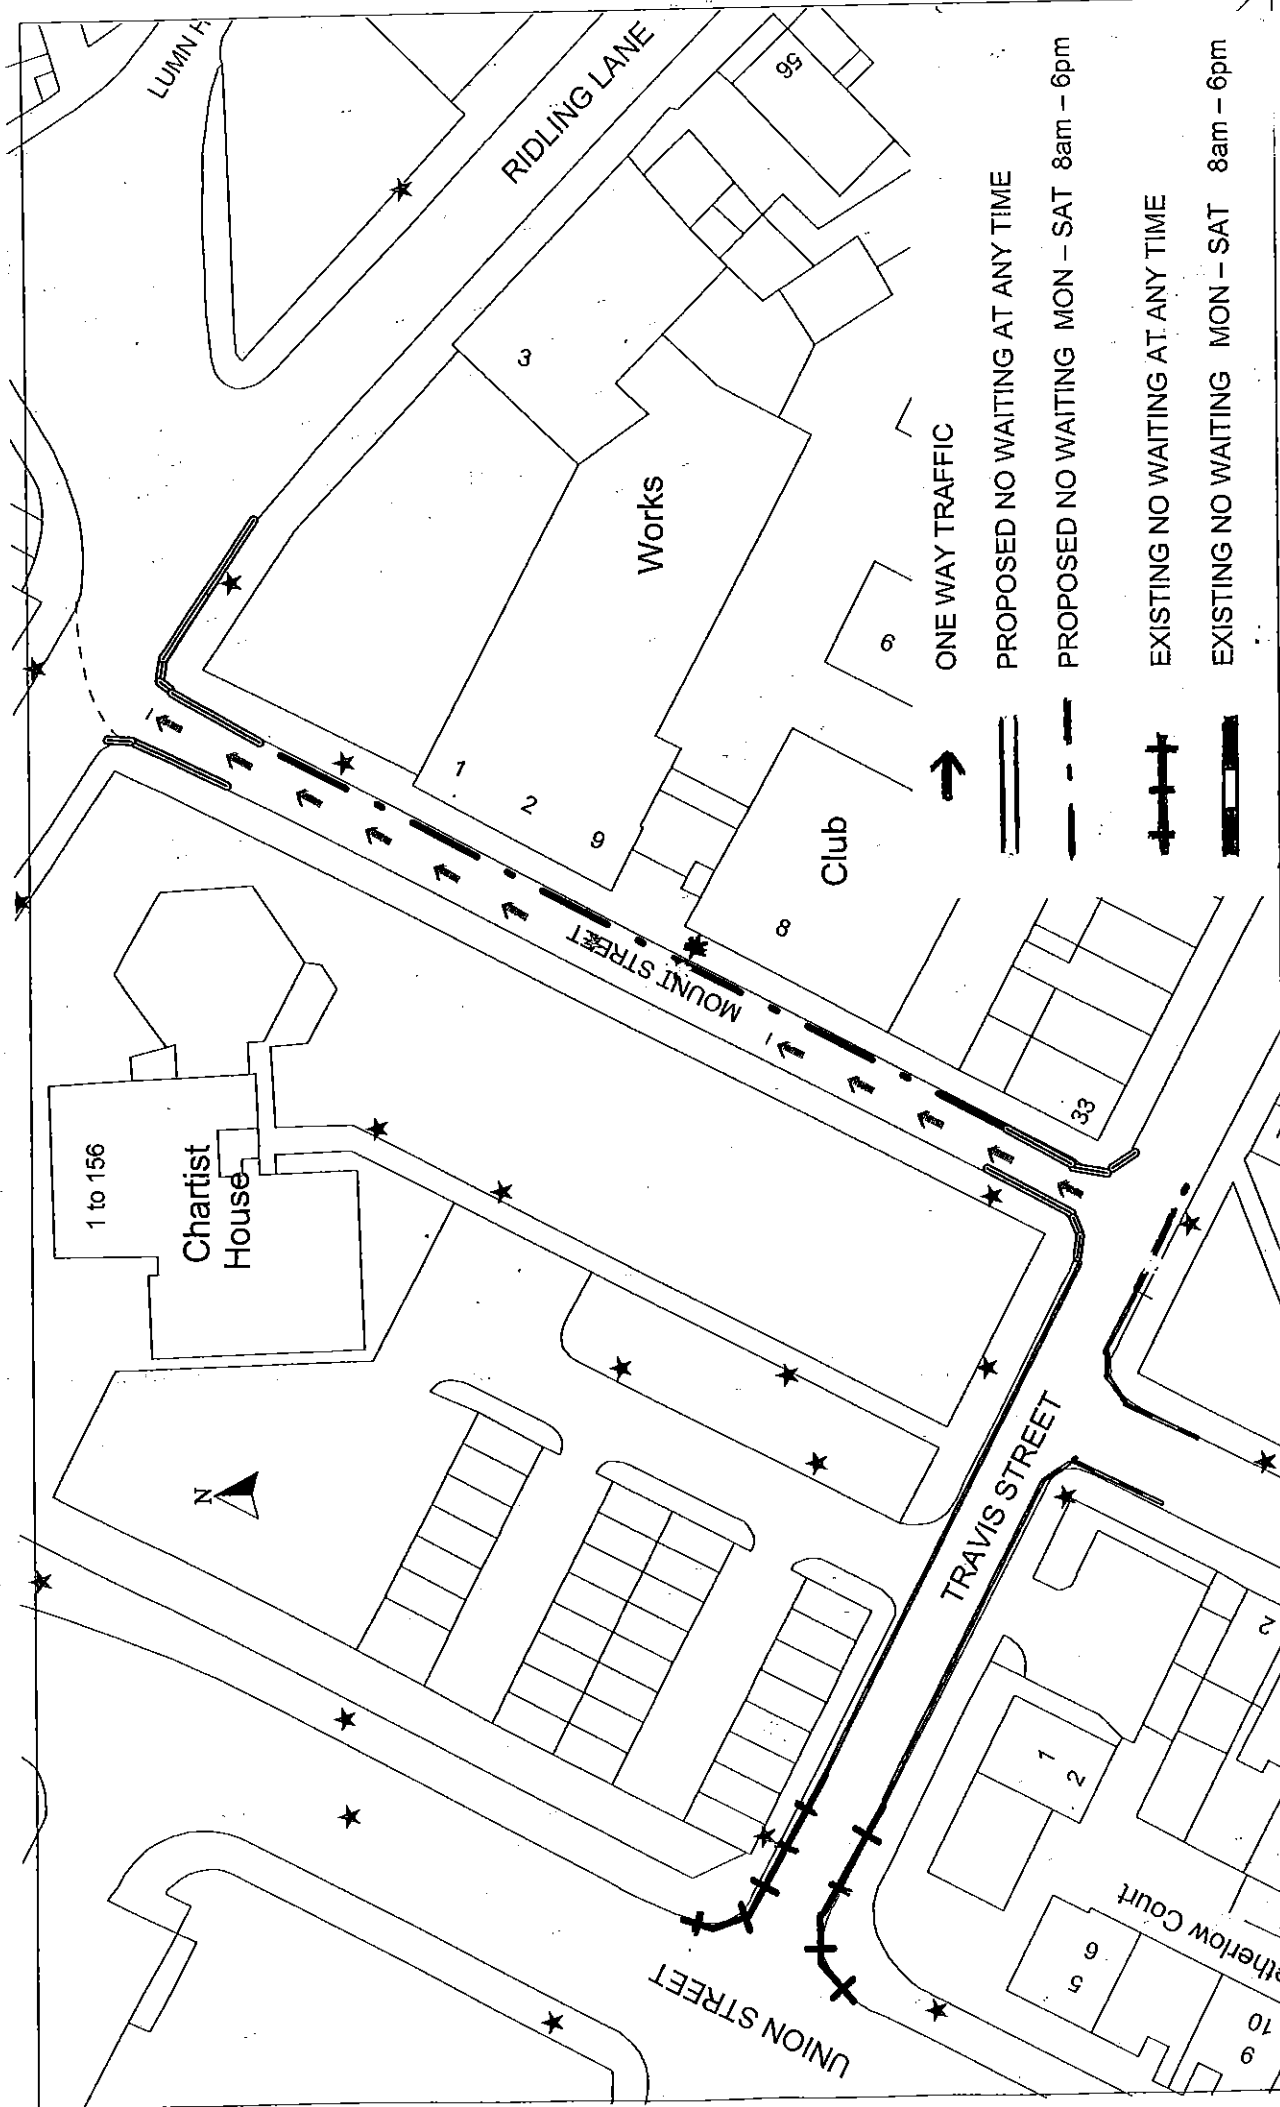 LUMN H
RIDLING LANE
56
3
Works
6
1
2
9
Club
8
MOUNT STREET
33
1 to 156
Chartist
House
N
TRAVIS STREET
UNION STREET
1
2
2
etherlow Court
6
5
10
9
ONE WAY TRAFFIC
PROPOSED NO WAITING AT ANY TIME
PROPOSED NO WAITING MON – SAT 8am – 6pm
EXISTING NO WAITING AT ANY TIME
EXISTING NO WAITING MON – SAT 8am – 6pm